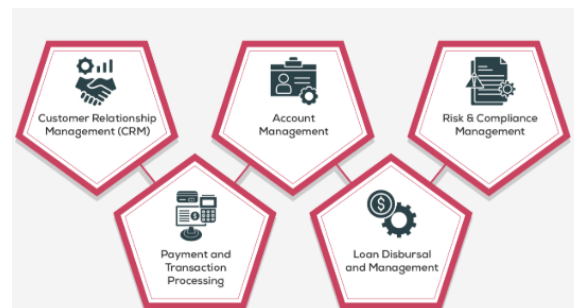 Customer Relationship
Management (CRM)
Account
Management
Risk & Compliance
Management
Payment and
Transaction
Processing
Loan Disbursal
and Management